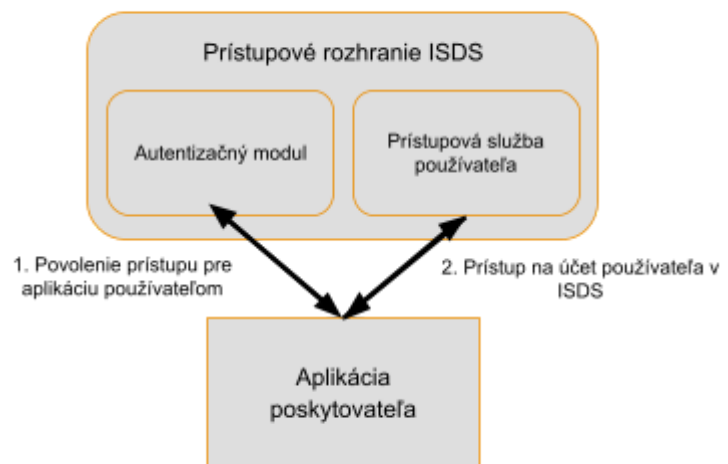 Prístupové rozhranie ISDS
Autentizačný modul
Prístupová služba
používateľa
1. Povolenie prístupu pre
aplikáciu používateľom
2. Prístup na účet používateľa v
ISDS
Aplikácia
poskytovateľa